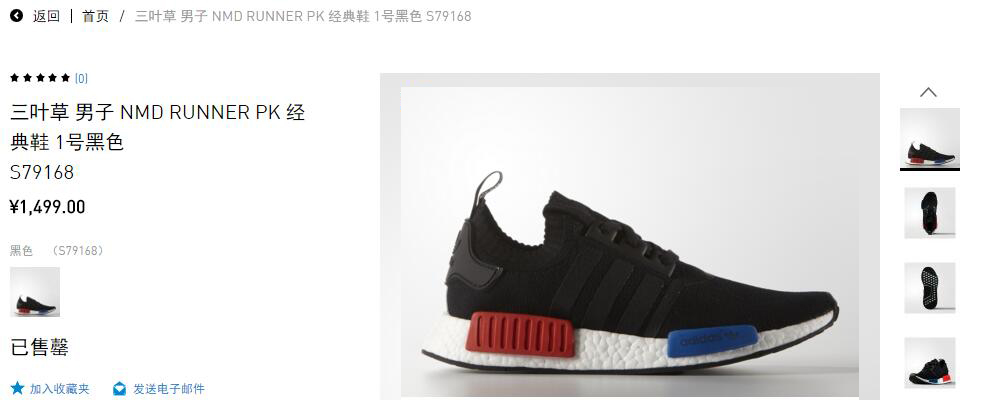 返回 | 首页 / 三叶草 男子 NMD RUNNER PK 经典鞋 1号黑色 S79168
(0)
三叶草 男子 NMD RUNNER PK 经
典鞋 1号黑色
S79168
¥1,499.00
黑色 （S79168）
已售罄
加入收藏夹 发送电子邮件
adidas